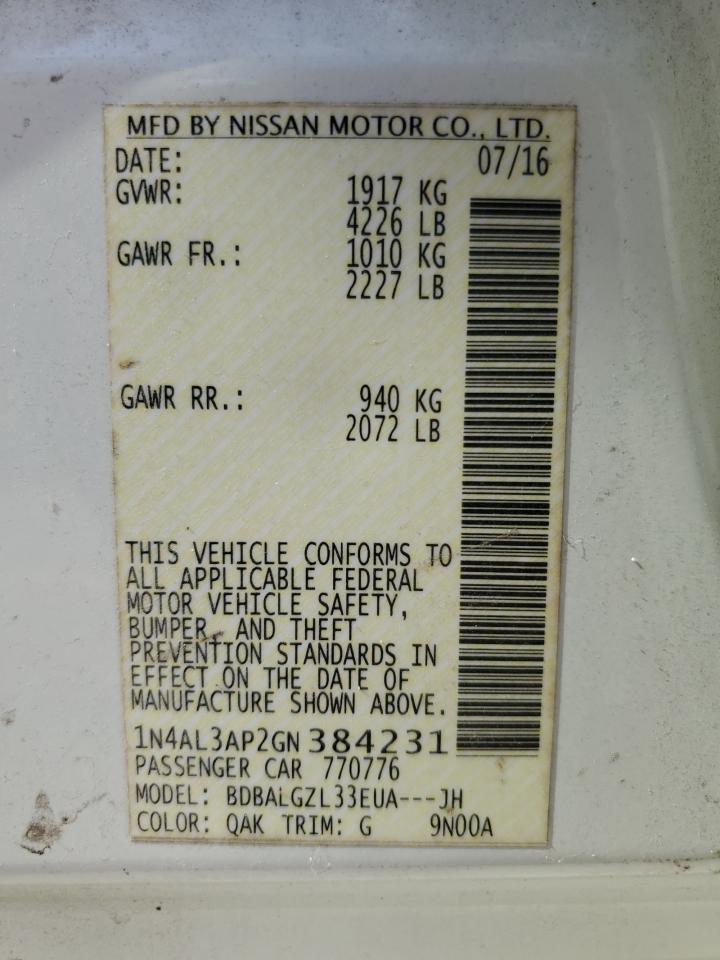 MFD BY NISSAN MOTOR CO., LTD.
DATE: 07/16
GVWR: 1917 KG
4226 LB
GAWR FR.: 1010 KG
2227 LB
GAWR RR.: 940 KG
2072 LB
THIS VEHICLE CONFORMS TO
ALL APPLICABLE FEDERAL
MOTOR VEHICLE SAFETY,
BUMPER, AND THEFT
PREVENTION STANDARDS IN
EFFECT ON THE DATE OF
MANUFACTURE SHOWN ABOVE.
1N4AL3AP2GN384231
PASSENGER CAR 770776
MODEL: BDBALGZL33EUA---JH
COLOR: QAK TRIM: G 9N00A